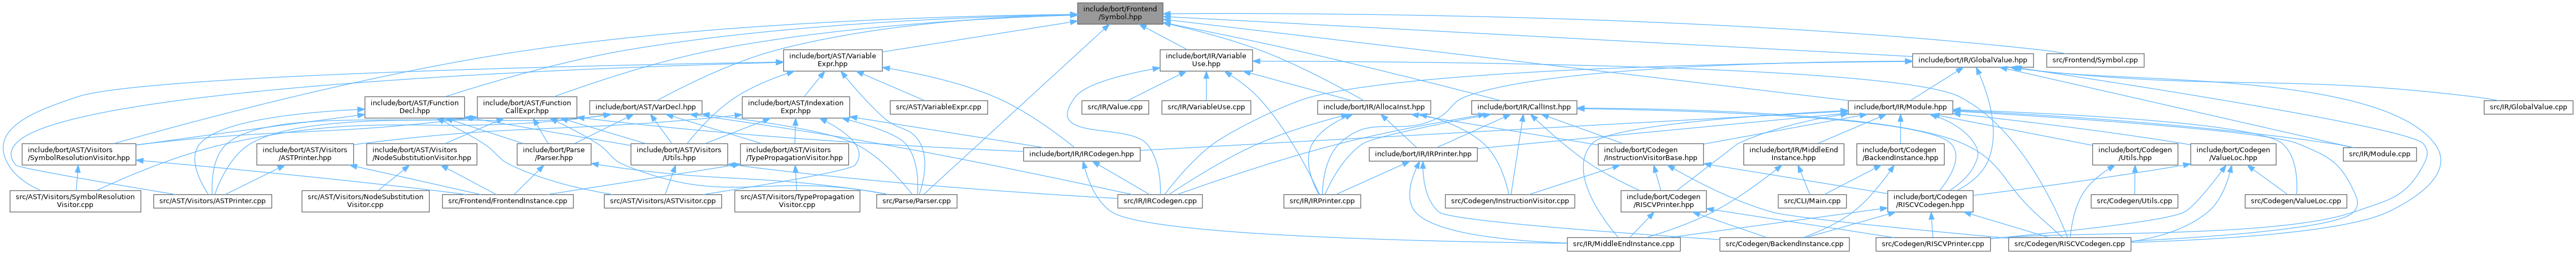 include/bort/Frontend
/Symbol.hpp
include/bort/AST/Variable
Expr.hpp
include/bort/IR/Variable
Use.hpp
include/bort/IR/GlobalValue.hpp
src/Frontend/Symbol.cpp
include/bort/AST/Function
Decl.hpp
include/bort/AST/Function
CallExpr.hpp
include/bort/AST/VarDecl.hpp
include/bort/AST/Indexation
Expr.hpp
src/AST/VariableExpr.cpp
src/IR/Value.cpp
src/IR/VariableUse.cpp
include/bort/IR/AllocaInst.hpp
include/bort/IR/CallInst.hpp
include/bort/IR/Module.hpp
src/IR/GlobalValue.cpp
include/bort/AST/Visitors
/SymbolResolutionVisitor.hpp
include/bort/AST/Visitors
/ASTPrinter.hpp
include/bort/AST/Visitors
/NodeSubstitutionVisitor.hpp
include/bort/Parse
/Parser.hpp
include/bort/AST/Visitors
/Utils.hpp
include/bort/AST/Visitors
/TypePropagationVisitor.hpp
include/bort/IR/IRCodegen.hpp
include/bort/IR/IRPrinter.hpp
include/bort/Codegen
/InstructionVisitorBase.hpp
include/bort/IR/MiddleEnd
Instance.hpp
include/bort/Codegen
/BackendInstance.hpp
include/bort/Codegen
/Utils.hpp
include/bort/Codegen
/ValueLoc.hpp
src/IR/Module.cpp
src/AST/Visitors/SymbolResolution
Visitor.cpp
src/AST/Visitors/ASTPrinter.cpp
src/AST/Visitors/NodeSubstitution
Visitor.cpp
src/Frontend/FrontendInstance.cpp
src/AST/Visitors/ASTVisitor.cpp
src/AST/Visitors/TypePropagation
Visitor.cpp
src/Parse/Parser.cpp
src/IR/IRCodegen.cpp
src/IR/IRPrinter.cpp
src/Codegen/InstructionVisitor.cpp
include/bort/Codegen
/RISCVPrinter.hpp
src/CLI/Main.cpp
include/bort/Codegen
/RISCVCodegen.hpp
src/Codegen/Utils.cpp
src/Codegen/ValueLoc.cpp
src/IR/MiddleEndInstance.cpp
src/Codegen/BackendInstance.cpp
src/Codegen/RISCVPrinter.cpp
src/Codegen/RISCVCodegen.cpp